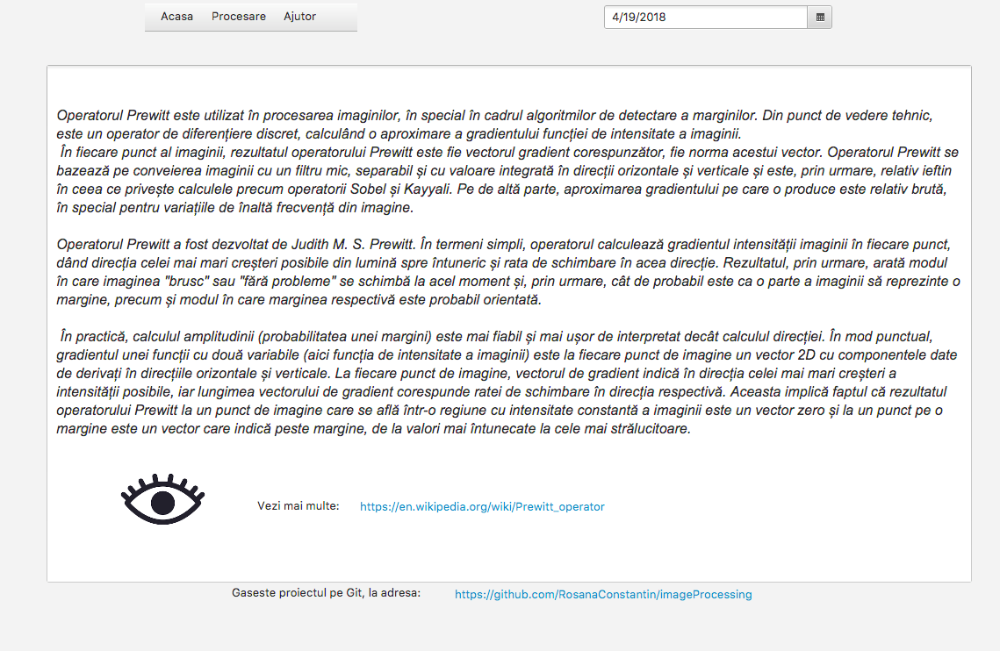 Acasa Procesare Ajutor
4/19/2018
Operatorul Prewitt este utilizat în procesarea imaginilor, în special în cadrul algoritmilor de detectare a marginilor. Din punct de vedere tehnic,
este un operator de diferențiere discret, calculând o aproximare a gradientului funcției de intensitate a imaginii.
În fiecare punct al imaginii, rezultatul operatorului Prewitt este fie vectorul gradient corespunzător, fie norma acestui vector. Operatorul Prewitt se
bazează pe conveierea imaginii cu un filtru mic, separabil și cu valoare integrată în direcții orizontale și verticale și este, prin urmare, relativ ieftin
în ceea ce privește calculele precum operatorii Sobel și Kayyali. Pe de altă parte, aproximarea gradientului pe care o produce este relativ brută,
în special pentru variațiile de înaltă frecvență din imagine.
Operatorul Prewitt a fost dezvoltat de Judith M. S. Prewitt. În termeni simpli, operatorul calculează gradientul intensității imaginii în fiecare punct,
dând direcția celei mai mari creșteri posibile din lumină spre întuneric și rata de schimbare în acea direcție. Rezultatul, prin urmare, arată modul
în care imaginea "brusc" sau "fără probleme" se schimbă la acel moment și, prin urmare, cât de probabil este ca o parte a imaginii să reprezinte o
margine, precum și modul în care marginea respectivă este probabil orientată.
În practică, calculul amplitudinii (probabilitatea unei margini) este mai fiabil și mai ușor de interpretat decât calculul direcției. În mod punctual,
gradientul unei funcții cu două variabile (aici funcția de intensitate a imaginii) este la fiecare punct de imagine un vector 2D cu componentele date
de derivați în direcțiile orizontale și verticale. La fiecare punct de imagine, vectorul de gradient indică în direcția celei mai mari creșteri a
intensității posibile, iar lungimea vectorului de gradient corespunde ratei de schimbare în direcția respectivă. Aceasta implică faptul că rezultatul
operatorului Prewitt la un punct de imagine care se află într-o regiune cu intensitate constantă a imaginii este un vector zero și la un punct pe o
margine este un vector care indică peste margine, de la valori mai întunecate la cele mai strălucitoare.
Vezi mai multe: https://en.wikipedia.org/wiki/Prewitt_operator
Gaseste proiectul pe Git, la adresa: https://github.com/RosanaConstantin/imageProcessing